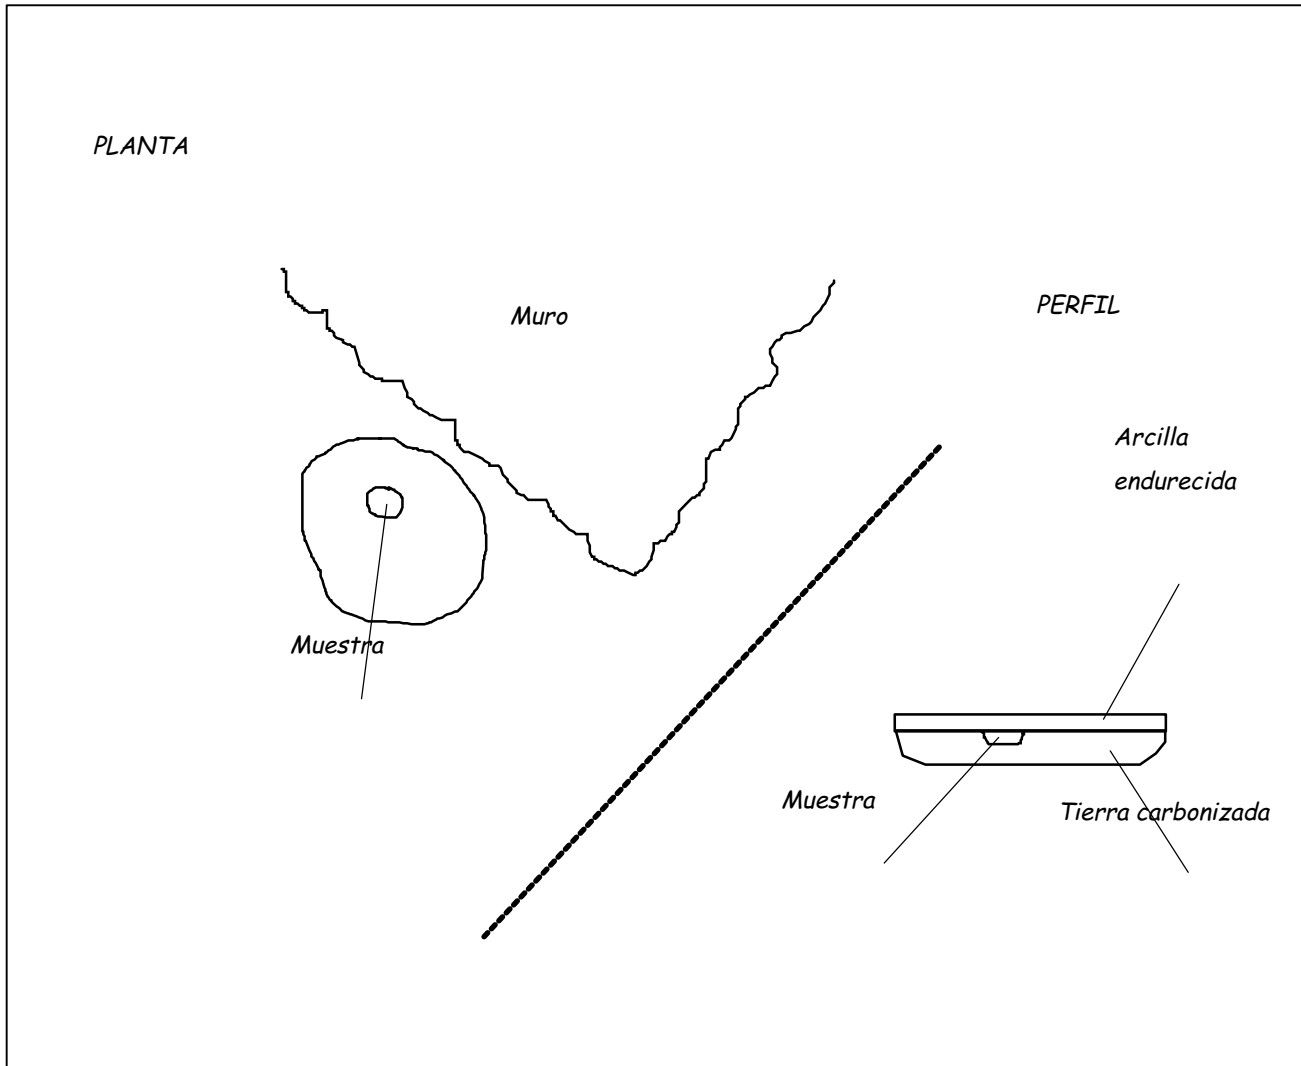 PLANTA
Muro
PERFIL
Arcilla
endurecida
Muestra
Muestra
Tierra carbonizada